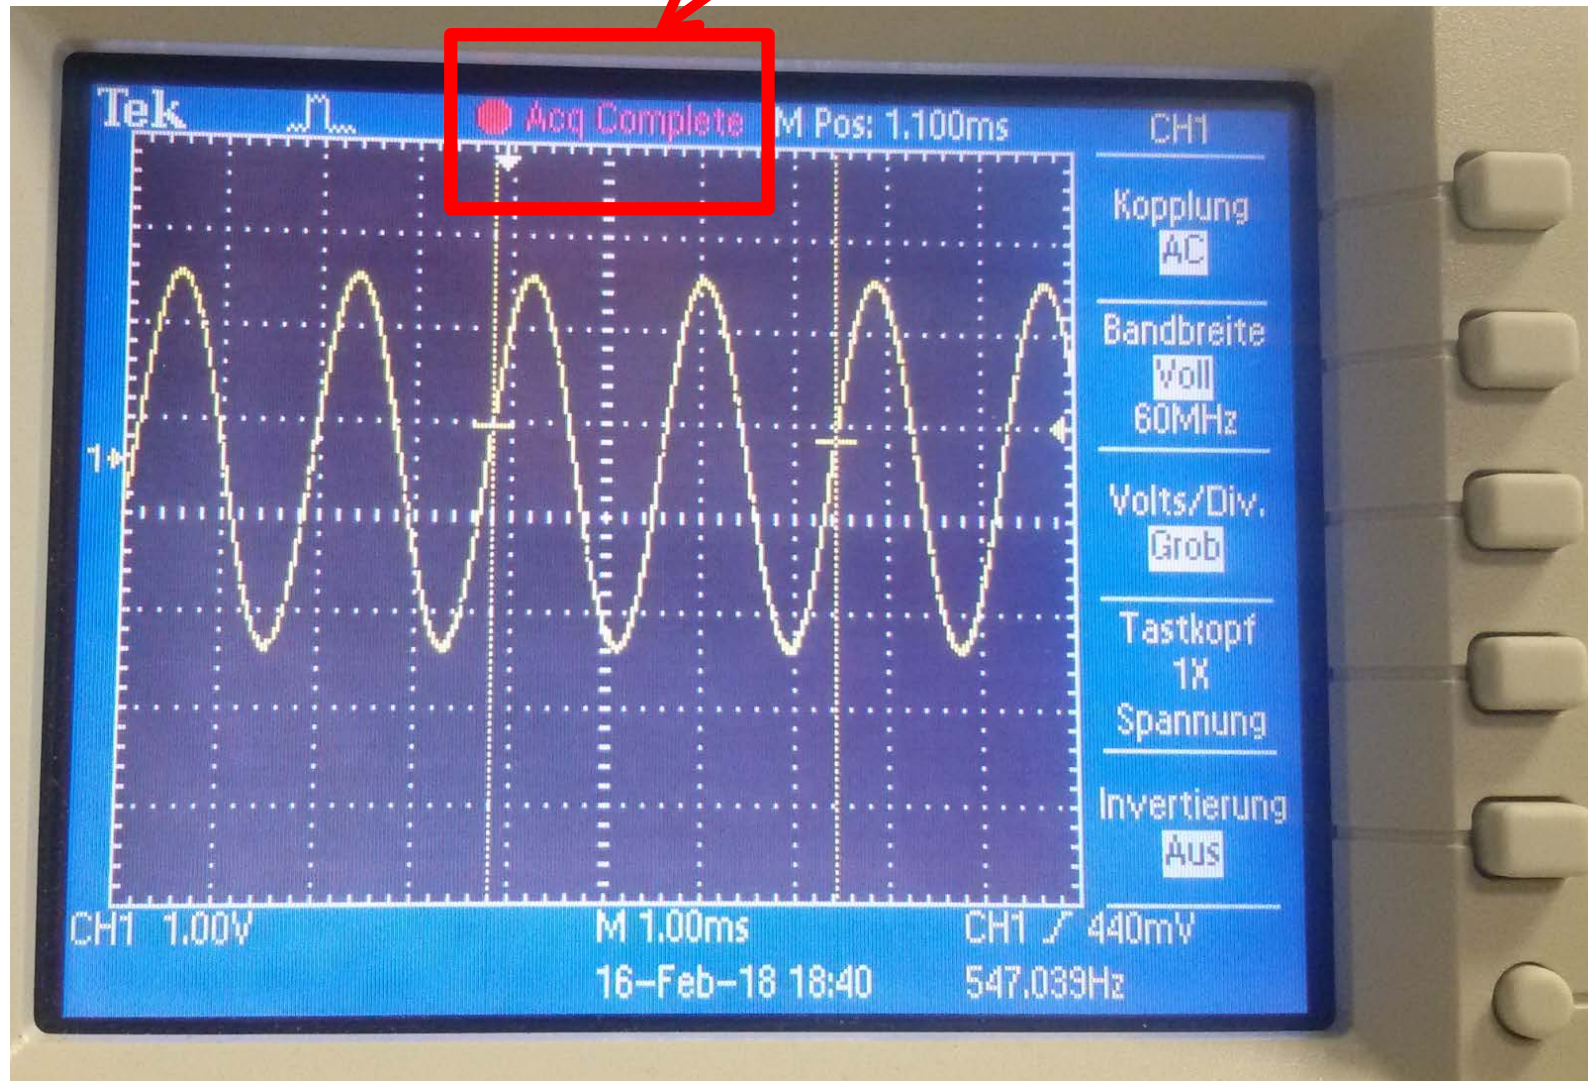 Tek Acq Complete M Pos: 1.100ms CH1
Kopplung
AC
Bandbreite
Voll
60MHz
1
Volts/Div.
Grob
Tastkopf
1X
Spannung
Invertierung
Aus
CH1 1.00V M 1.00ms CH1 440mV
16-Feb-18 18:40 547.039Hz